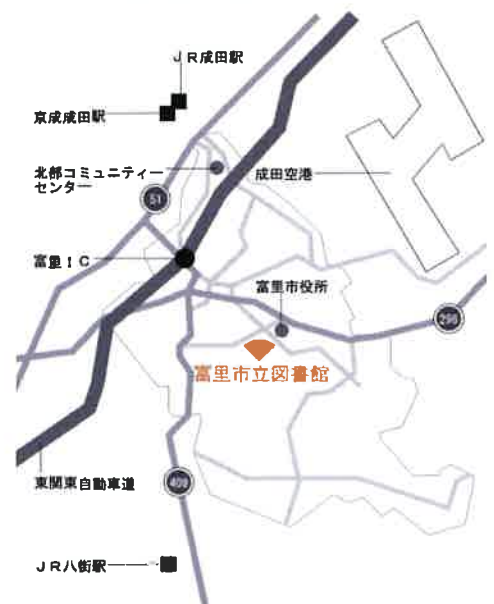 JR成田駅
京成成田駅
北部コミュニティー
センター
成田空港
51
富里IC
富里市役所
296
富里市立図書館
東関東自動車道
409
JR八街駅